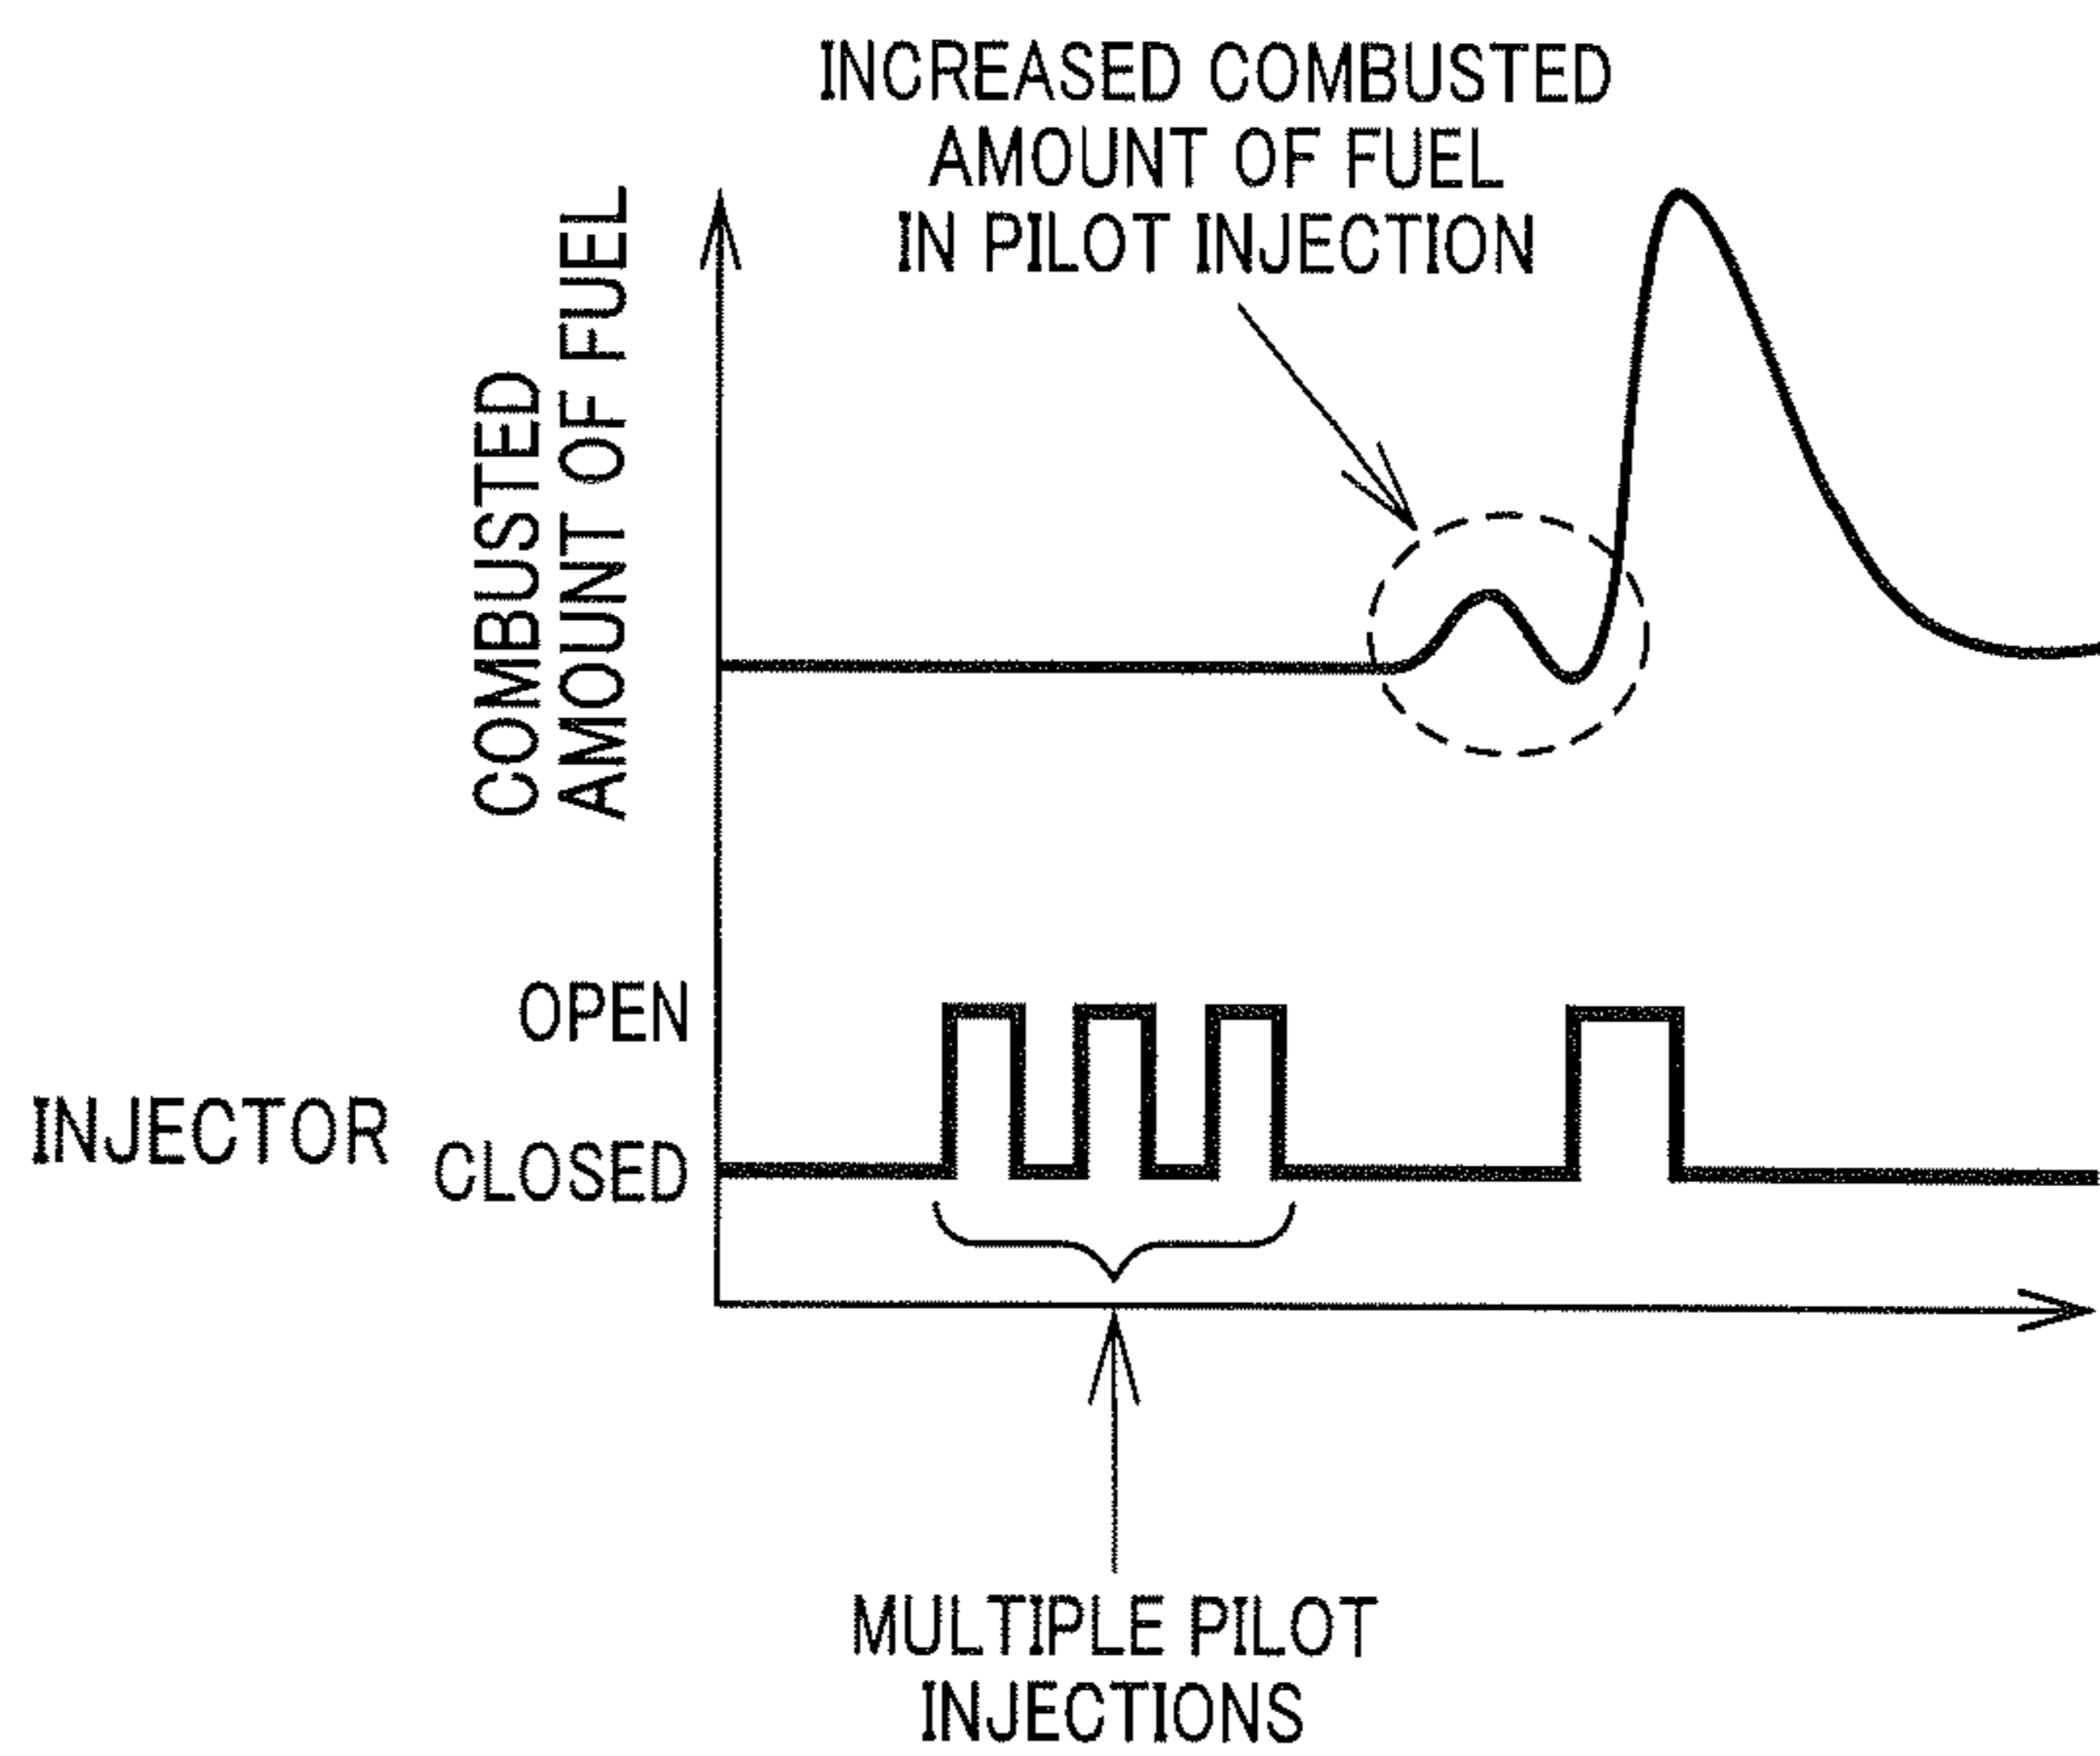 INCREASED COMBUSTED
AMOUNT OF FUEL
IN PILOT INJECTION
COMBUSTED
AMOUNT OF FUEL
OPEN
INJECTOR
CLOSED
MULTIPLE PILOT
INJECTIONS